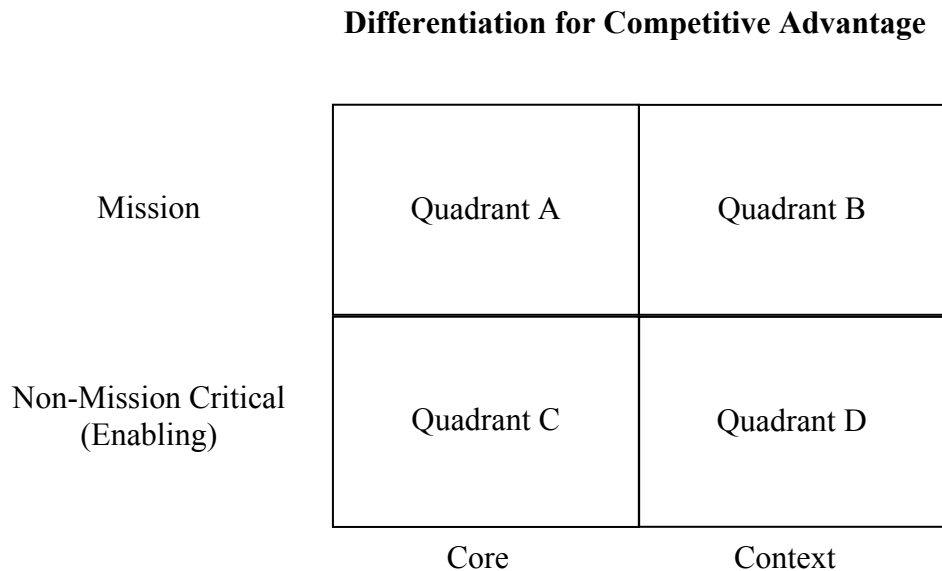 Differentiation for Competitive Advantage
Mission
Quadrant A
Quadrant B
Non-Mission Critical
(Enabling)
Quadrant C
Quadrant D
Core
Context